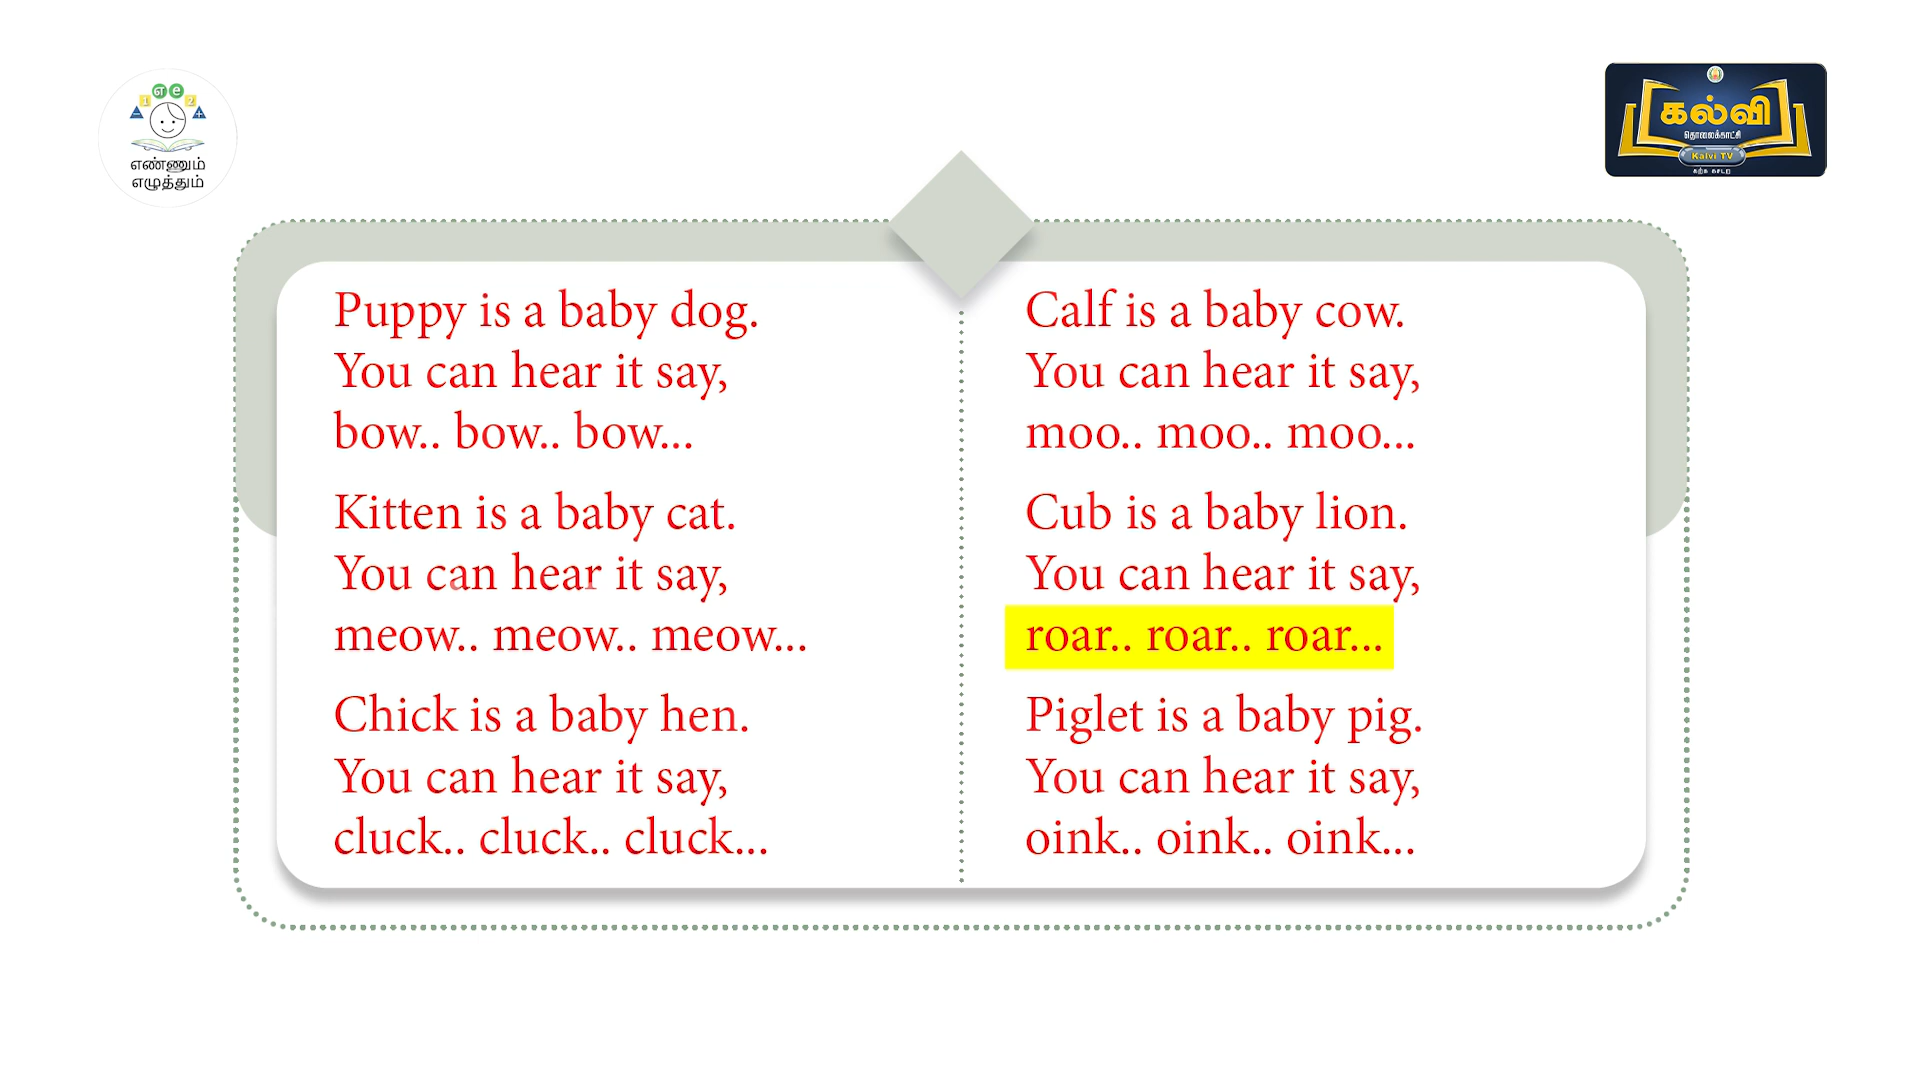 எ e
1 2
– +
எண்ணும்
எழுத்தும்
கல்வி
தொலைக்காட்சி
Kalvi TV
கற்க கசடற
Puppy is a baby dog.
You can hear it say,
bow.. bow.. bow...
Kitten is a baby cat.
You can hear it say,
meow.. meow.. meow...
Chick is a baby hen.
You can hear it say,
cluck.. cluck.. cluck...
Calf is a baby cow.
You can hear it say,
moo.. moo.. moo...
Cub is a baby lion.
You can hear it say,
roar.. roar.. roar...
Piglet is a baby pig.
You can hear it say,
oink.. oink.. oink...